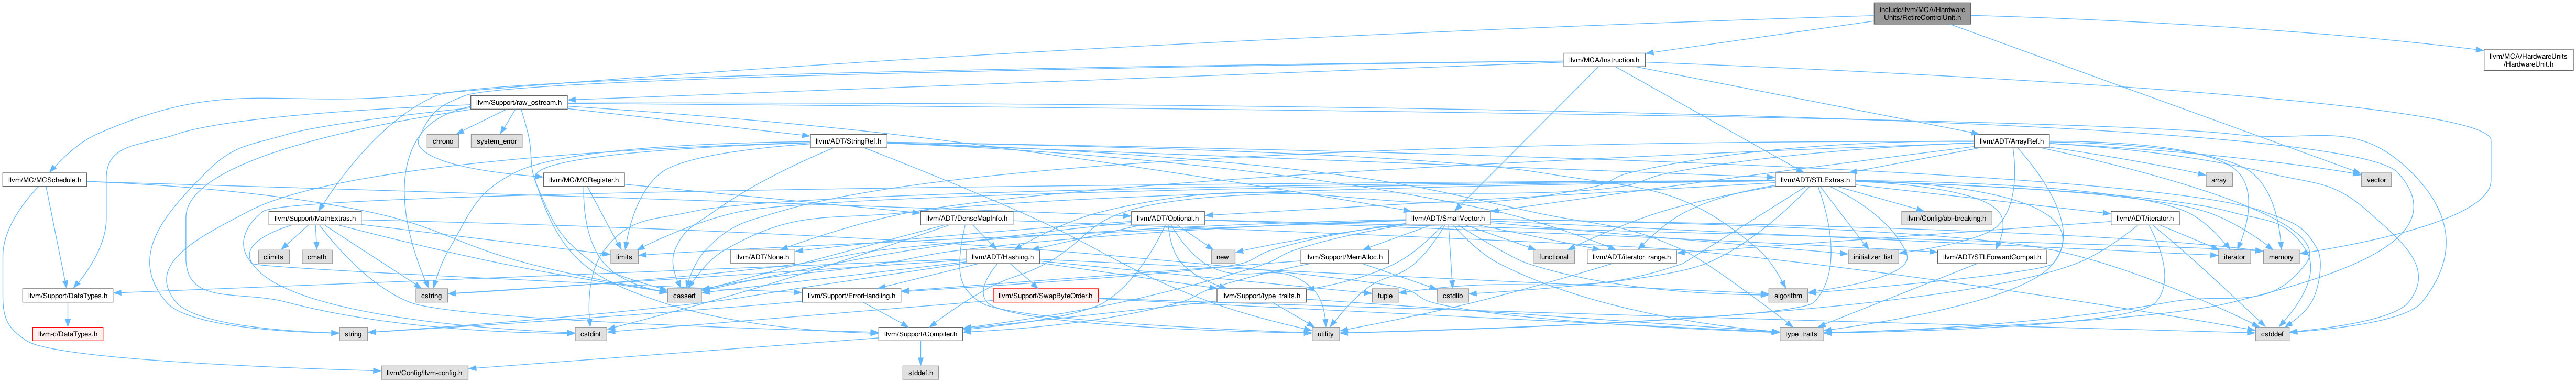 include/llvm/MCA/Hardware
Units/RetireControlUnit.h
llvm/MCA/Instruction.h
llvm/MCA/HardwareUnits
/HardwareUnit.h
llvm/Support/raw_ostream.h
chrono
system_error
llvm/ADT/StringRef.h
llvm/ADT/ArrayRef.h
llvm/MC/MCSchedule.h
llvm/MC/MCRegister.h
llvm/ADT/STLExtras.h
array
vector
llvm/Support/MathExtras.h
llvm/ADT/DenseMapInfo.h
llvm/ADT/Optional.h
llvm/ADT/SmallVector.h
llvm/Config/abi-breaking.h
llvm/ADT/iterator.h
climits
cmath
limits
llvm/ADT/None.h
llvm/ADT/Hashing.h
new
llvm/Support/MemAlloc.h
functional
llvm/ADT/iterator_range.h
initializer_list
llvm/ADT/STLForwardCompat.h
iterator
memory
llvm/Support/DataTypes.h
cstring
cassert
llvm/Support/ErrorHandling.h
llvm/Support/SwapByteOrder.h
llvm/Support/type_traits.h
tuple
cstdlib
algorithm
llvm-c/DataTypes.h
string
cstdint
llvm/Support/Compiler.h
utility
type_traits
cstddef
llvm/Config/llvm-config.h
stddef.h